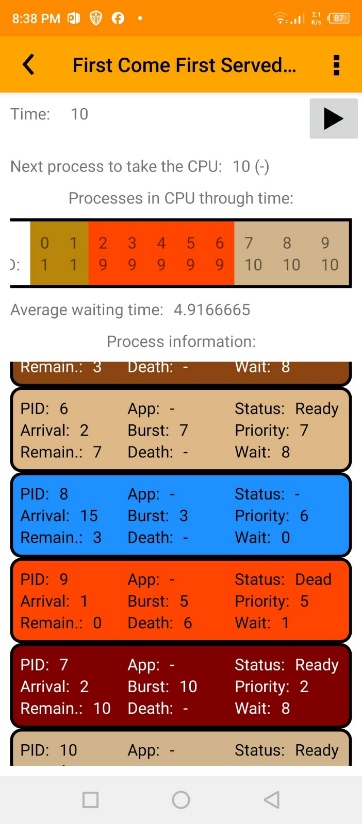 8:38 PM 2.1 K/s 87
First Come First Served...
Time: 10
Next process to take the CPU: 10 (-)
Processes in CPU through time:
0 1 2 3 4 5 6 7 8 9
D: 1 1 9 9 9 9 9 10 10 10
Average waiting time: 4.9166665
Process information:
Remain.: 3 Death: - Wait: 8
PID: 6 App: - Status: Ready
Arrival: 2 Burst: 7 Priority: 7
Remain.: 7 Death: - Wait: 8
PID: 8 App: - Status: -
Arrival: 15 Burst: 3 Priority: 6
Remain.: 3 Death: - Wait: 0
PID: 9 App: - Status: Dead
Arrival: 1 Burst: 5 Priority: 5
Remain.: 0 Death: 6 Wait: 1
PID: 7 App: - Status: Ready
Arrival: 2 Burst: 10 Priority: 2
Remain.: 10 Death: - Wait: 8
PID: 10 App: - Status: Ready